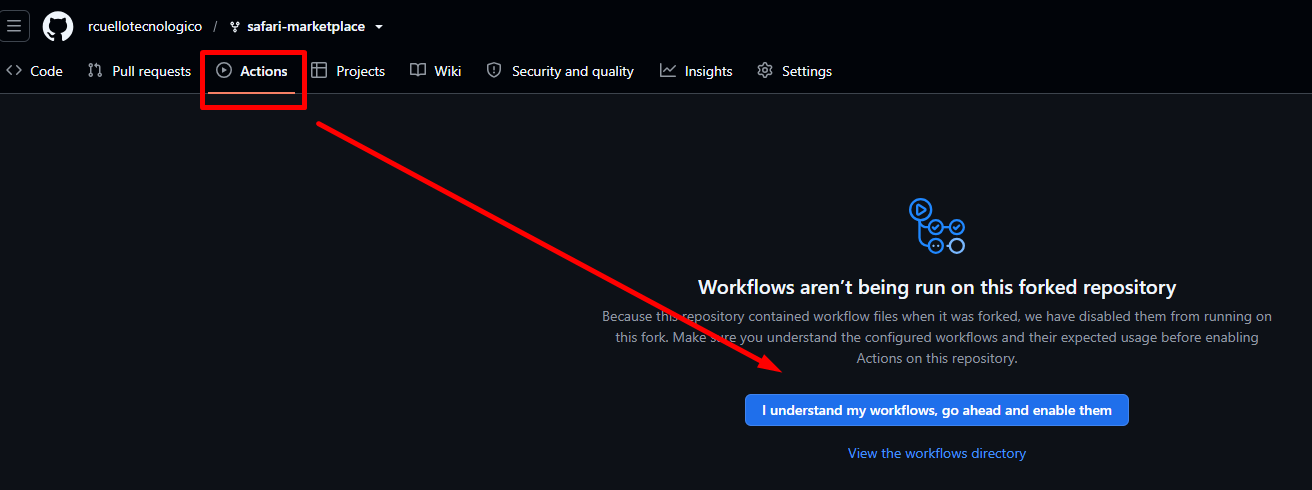 rcuellotecnologico / safari-marketplace
Code Pull requests Actions Projects Wiki Security and quality Insights Settings
Workflows aren’t being run on this forked repository
Because this repository contained workflow files when it was forked, we have disabled them from running on
this fork. Make sure you understand the configured workflows and their expected usage before enabling
Actions on this repository.
I understand my workflows, go ahead and enable them
View the workflows directory